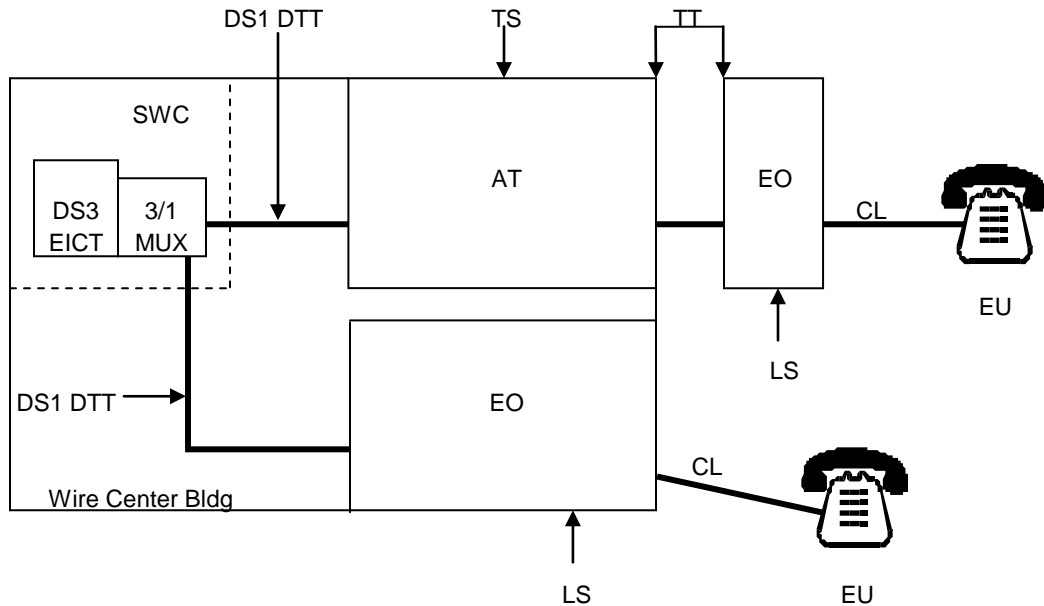 DS1 DTT
TS
TT
SWC
DS3
EICT
3/1
MUX
AT
EO
CL
EU
LS
DS1 DTT
EO
CL
Wire Center Bldg
LS
EU